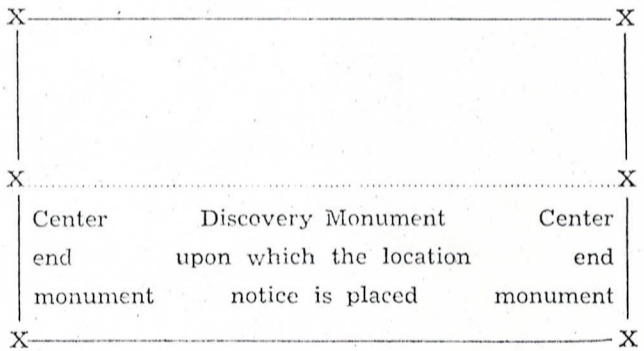 X X
X X
Center Discovery Monument Center
end upon which the location end
monument notice is placed monument
X X